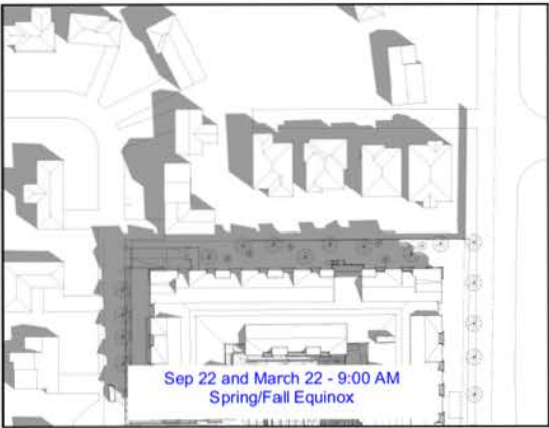 Sep 22 and March 22 - 9:00 AM
Spring/Fall Equinox